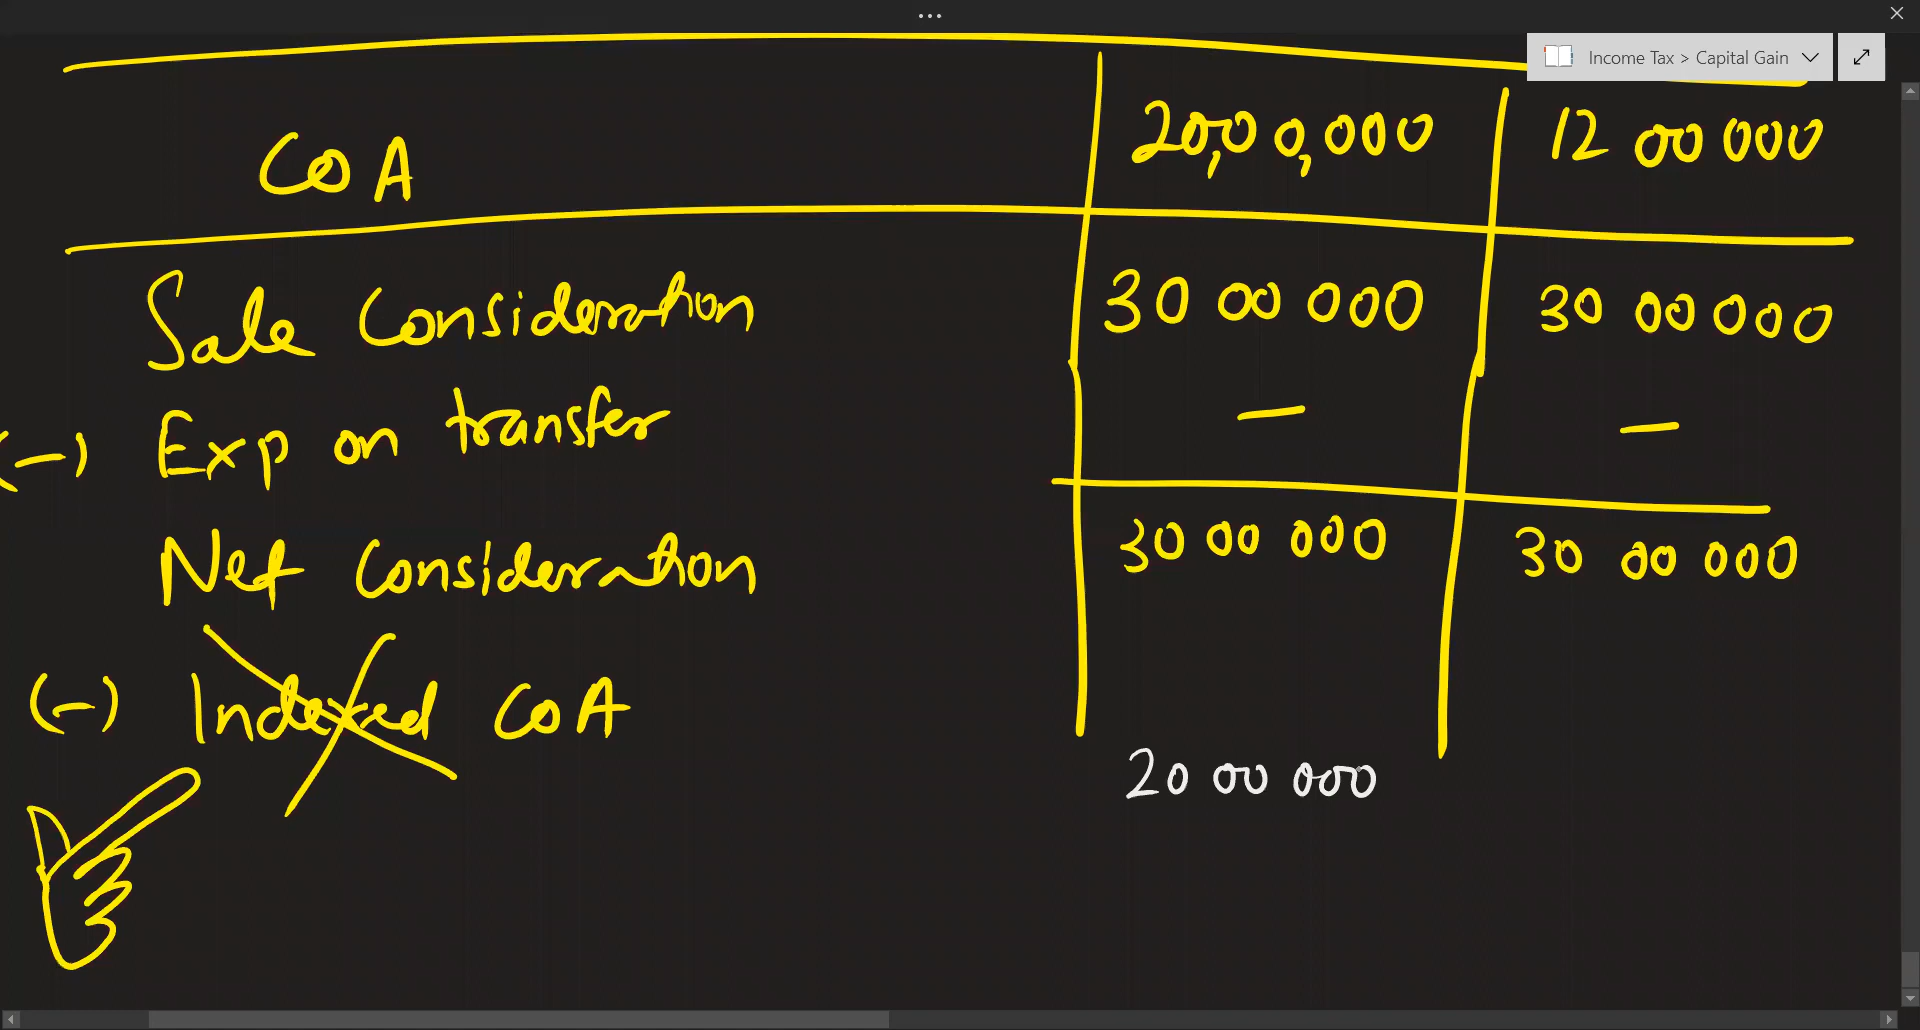 Income Tax > Capital Gain
COA 20,00,000 12 00 000
Sale Consideration 30 00 000 30 00 000
(-) Exp on transfer — —
Net Consideration 30 00 000 30 00 000
(-) Indexed COA
20 00 000